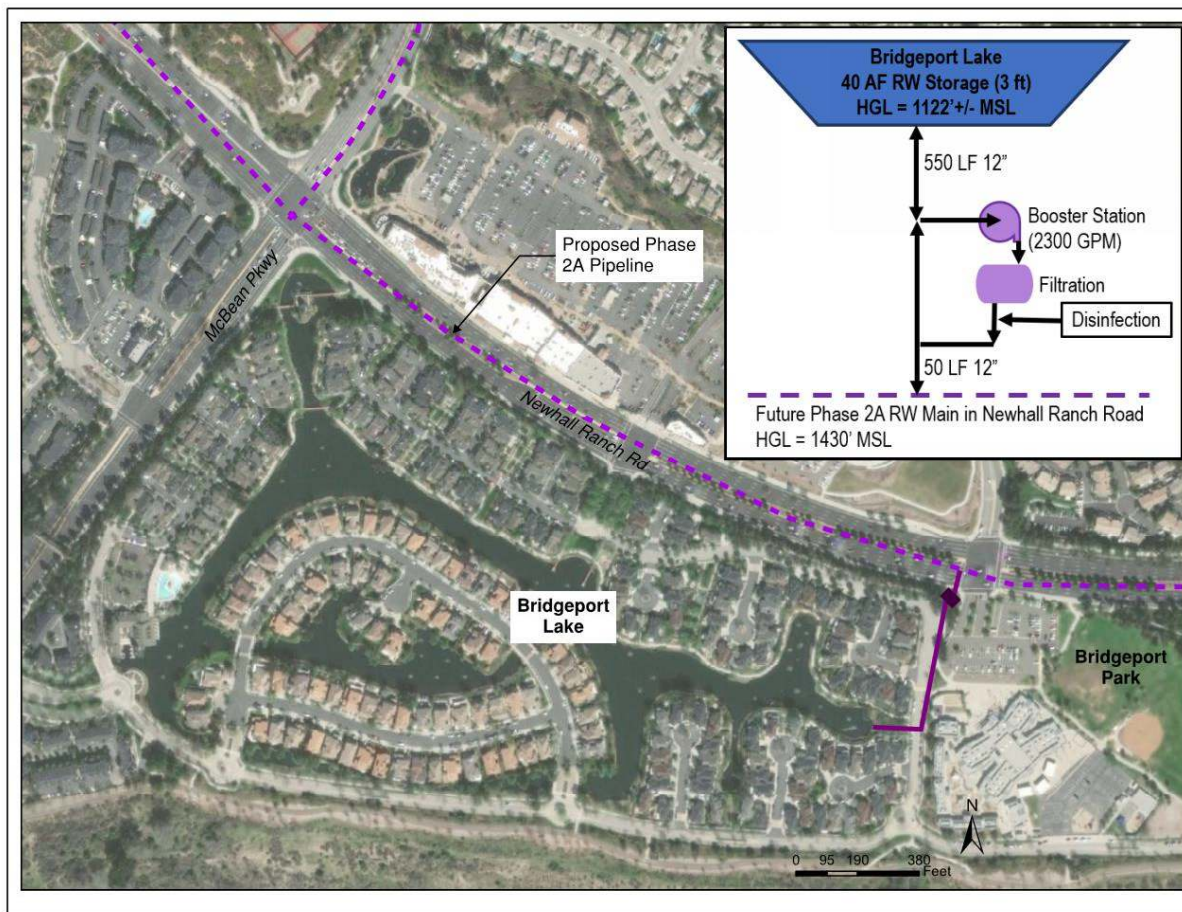 Bridgeport Lake
40 AF RW Storage (3 ft)
HGL = 1122'+/- MSL
550 LF 12”
Booster Station
(2300 GPM)
Filtration
Disinfection
50 LF 12”
Future Phase 2A RW Main in Newhall Ranch Road
HGL = 1430' MSL
Proposed Phase
2A Pipeline
McBean Pkwy
Newhall Ranch Rd
Bridgeport
Lake
Bridgeport
Park
N
0 95 190 380
Feet